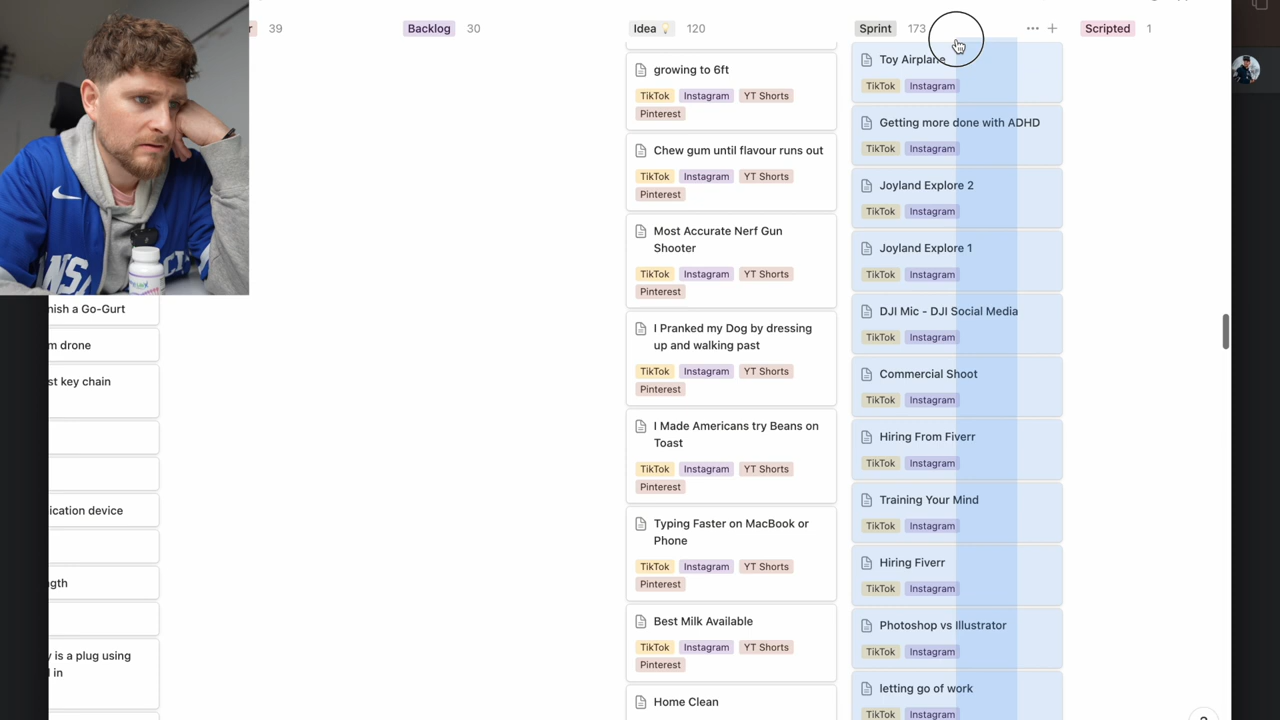 r 39
Backlog 30
Idea 💡 120
Sprint 173
Scripted 1
nish a Go-Gurt
m drone
st key chain
ication device
gth
y is a plug using
l in
growing to 6ft
TikTok Instagram YT Shorts
Pinterest
Chew gum until flavour runs out
TikTok Instagram YT Shorts
Pinterest
Most Accurate Nerf Gun
Shooter
TikTok Instagram YT Shorts
Pinterest
I Pranked my Dog by dressing
up and walking past
TikTok Instagram YT Shorts
Pinterest
I Made Americans try Beans on
Toast
TikTok Instagram YT Shorts
Pinterest
Typing Faster on MacBook or
Phone
TikTok Instagram YT Shorts
Pinterest
Best Milk Available
TikTok Instagram YT Shorts
Pinterest
Home Clean
Toy Airplane
TikTok Instagram
Getting more done with ADHD
TikTok Instagram
Joyland Explore 2
TikTok Instagram
Joyland Explore 1
TikTok Instagram
DJI Mic - DJI Social Media
TikTok Instagram
Commercial Shoot
TikTok Instagram
Hiring From Fiverr
TikTok Instagram
Training Your Mind
TikTok Instagram
Hiring Fiverr
TikTok Instagram
Photoshop vs Illustrator
TikTok Instagram
letting go of work
TikTok Instagram